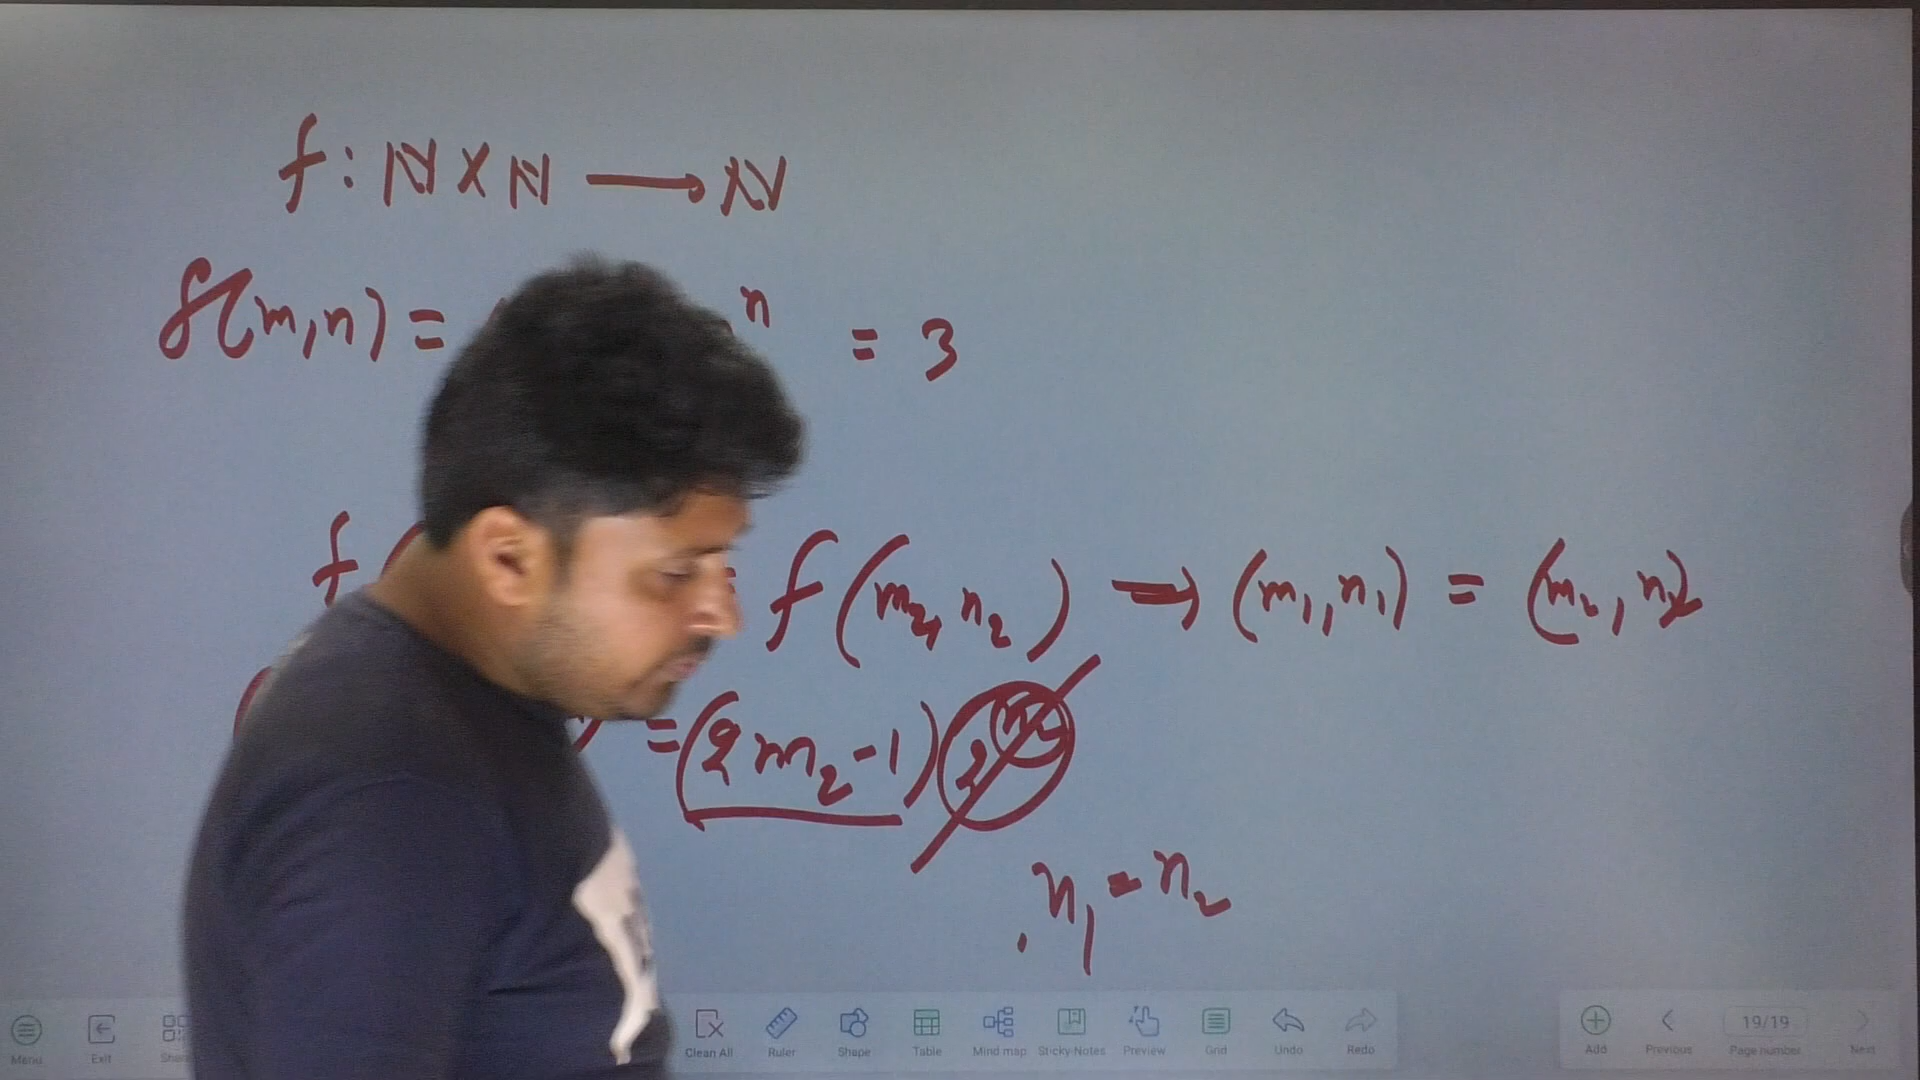 f : ℕ × ℕ → ℕ
f(m,n) = n = 3
f ( f (m₂, n₂) → (m₁, n₁) = (m₂, n₂)
= (2m₂-1)(2ⁿ²)
n₁ = n₂
Menu Exit Clean All Ruler Shape Table Mind map Sticky-Notes Preview Grid Undo Redo Add Previous 19/19 Page number Next